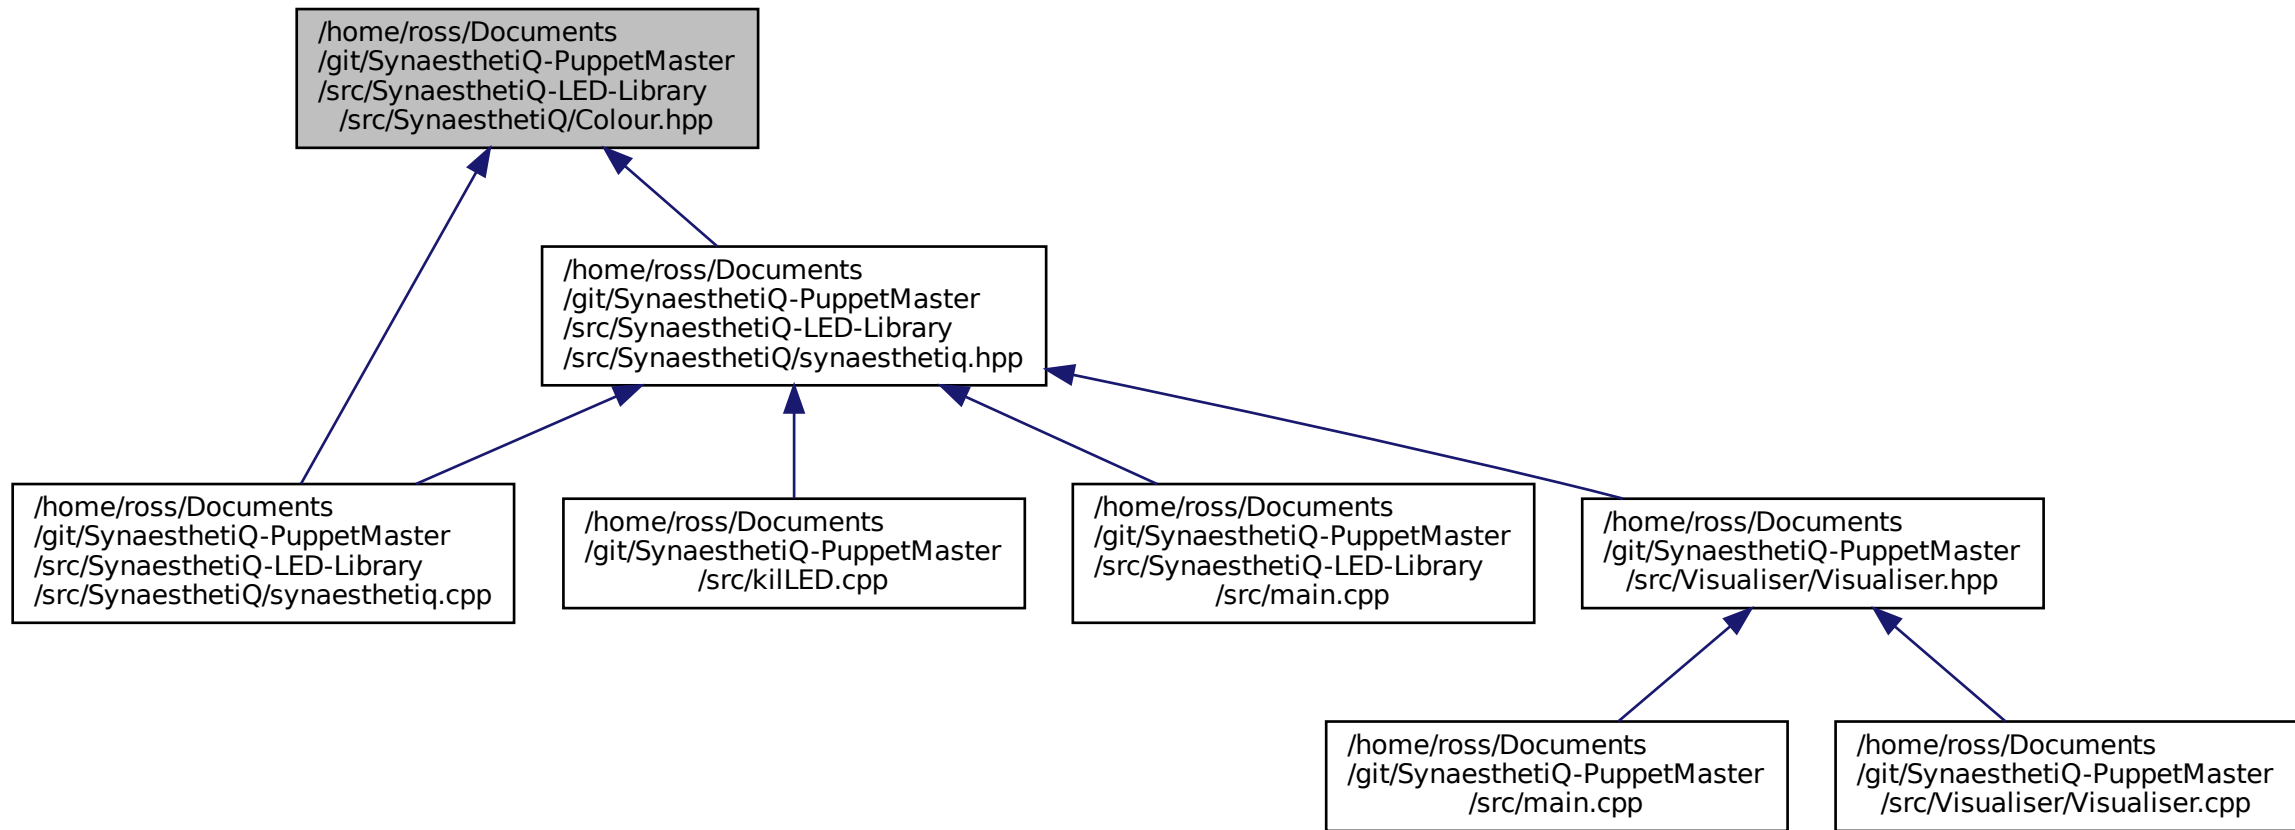 /home/ross/Documents
/git/SynaesthetiQ-PuppetMaster
/src/SynaesthetiQ-LED-Library
/src/SynaesthetiQ/Colour.hpp
/home/ross/Documents
/git/SynaesthetiQ-PuppetMaster
/src/SynaesthetiQ-LED-Library
/src/SynaesthetiQ/synaesthetiq.hpp
/home/ross/Documents
/git/SynaesthetiQ-PuppetMaster
/src/SynaesthetiQ-LED-Library
/src/SynaesthetiQ/synaesthetiq.cpp
/home/ross/Documents
/git/SynaesthetiQ-PuppetMaster
/src/kilLED.cpp
/home/ross/Documents
/git/SynaesthetiQ-PuppetMaster
/src/SynaesthetiQ-LED-Library
/src/main.cpp
/home/ross/Documents
/git/SynaesthetiQ-PuppetMaster
/src/Visualiser/Visualiser.hpp
/home/ross/Documents
/git/SynaesthetiQ-PuppetMaster
/src/main.cpp
/home/ross/Documents
/git/SynaesthetiQ-PuppetMaster
/src/Visualiser/Visualiser.cpp